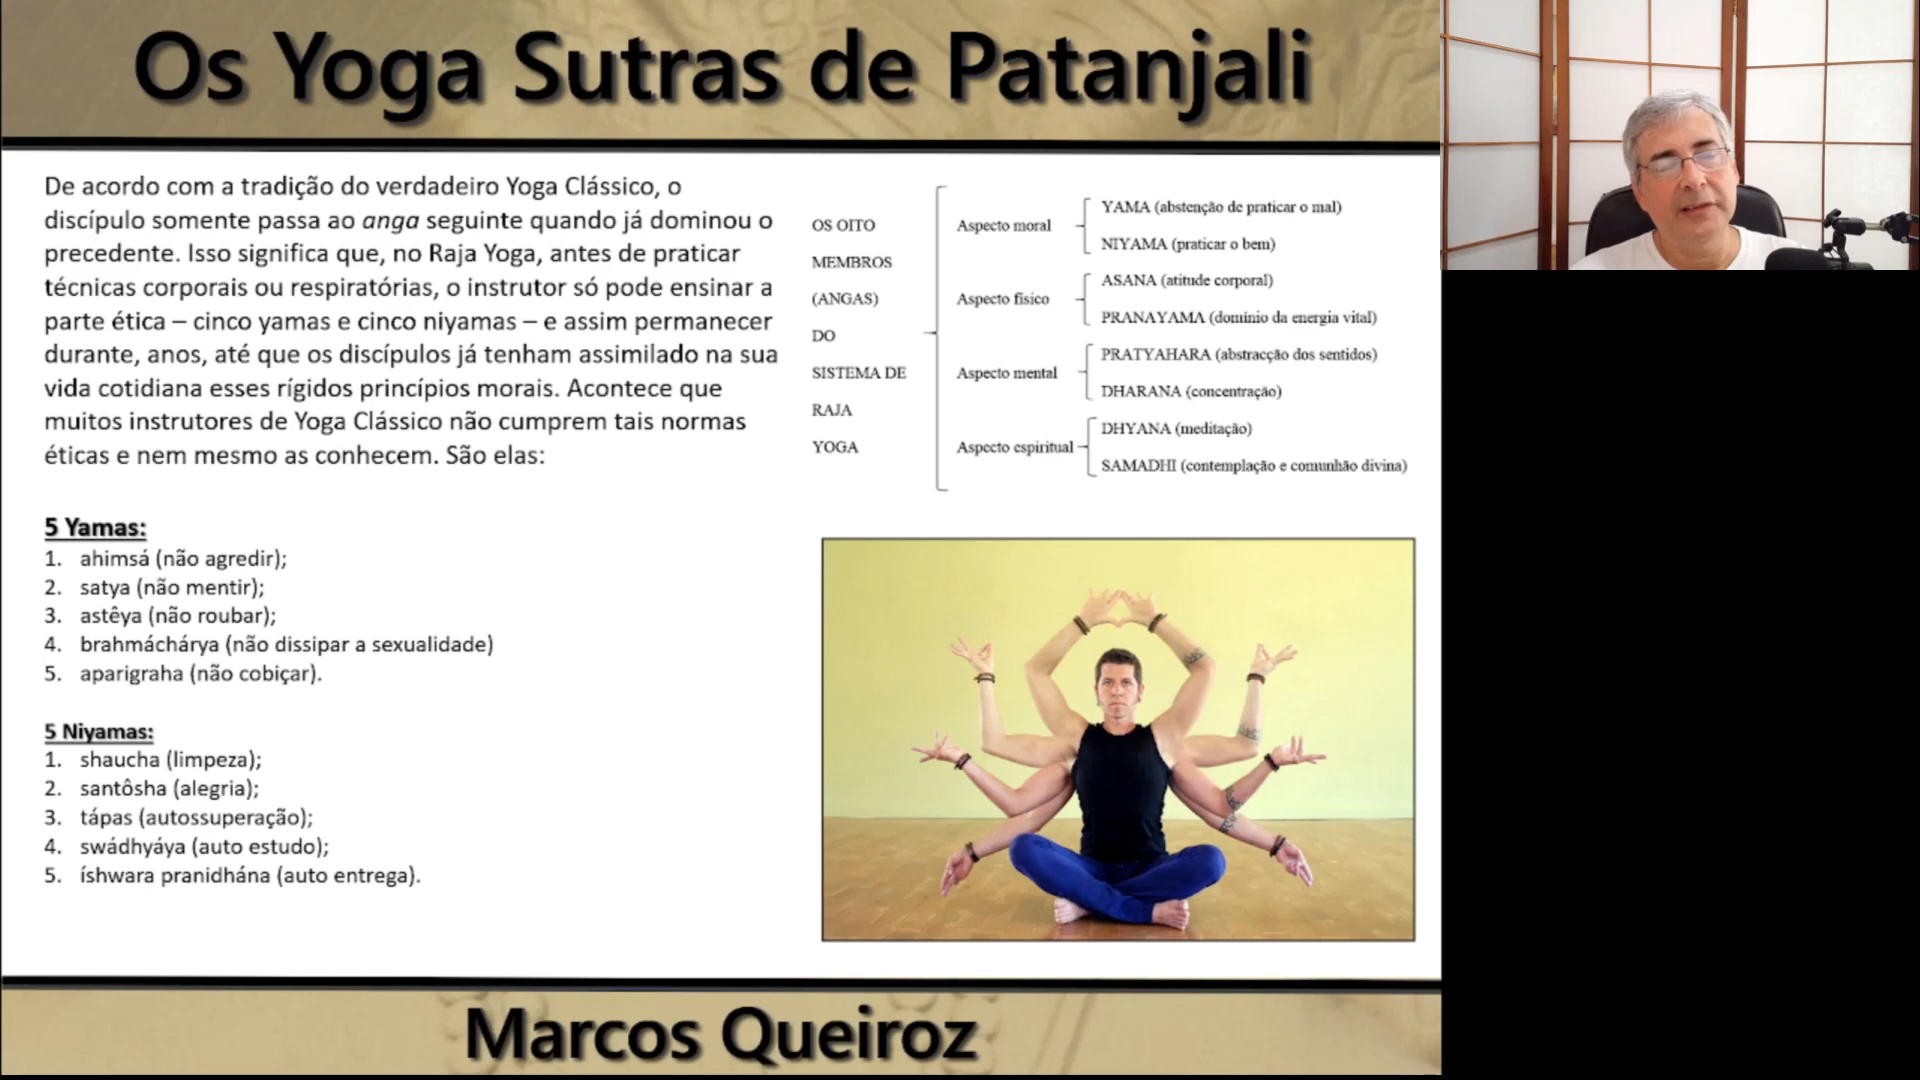 Os Yoga Sutras de Patanjali
De acordo com a tradição do verdadeiro Yoga Clássico, o
discípulo somente passa ao anga seguinte quando já dominou o
precedente. Isso significa que, no Raja Yoga, antes de praticar
técnicas corporais ou respiratórias, o instrutor só pode ensinar a
parte ética – cinco yamas e cinco niyamas – e assim permanecer
durante, anos, até que os discípulos já tenham assimilado na sua
vida cotidiana esses rígidos princípios morais. Acontece que
muitos instrutores de Yoga Clássico não cumprem tais normas
éticas e nem mesmo as conhecem. São elas:
5 Yamas:
1. ahimsá (não agredir);
2. satya (não mentir);
3. astêya (não roubar);
4. brahmáchárya (não dissipar a sexualidade)
5. aparigraha (não cobiçar).
5 Niyamas:
1. shaucha (limpeza);
2. santôsha (alegria);
3. tápas (autossuperação);
4. swádhyáya (auto estudo);
5. íshwara pranidhána (auto entrega).
OS OITO
MEMBROS
(ANGAS)
DO
SISTEMA DE
RAJA
YOGA
Aspecto moral
YAMA (abstenção de praticar o mal)
NIYAMA (praticar o bem)
Aspecto físico
ASANA (atitude corporal)
PRANAYAMA (domínio da energia vital)
Aspecto mental
PRATYAHARA (abstracção dos sentidos)
DHARANA (concentração)
Aspecto espiritual
DHYANA (meditação)
SAMADHI (contemplação e comunhão divina)
Marcos Queiroz